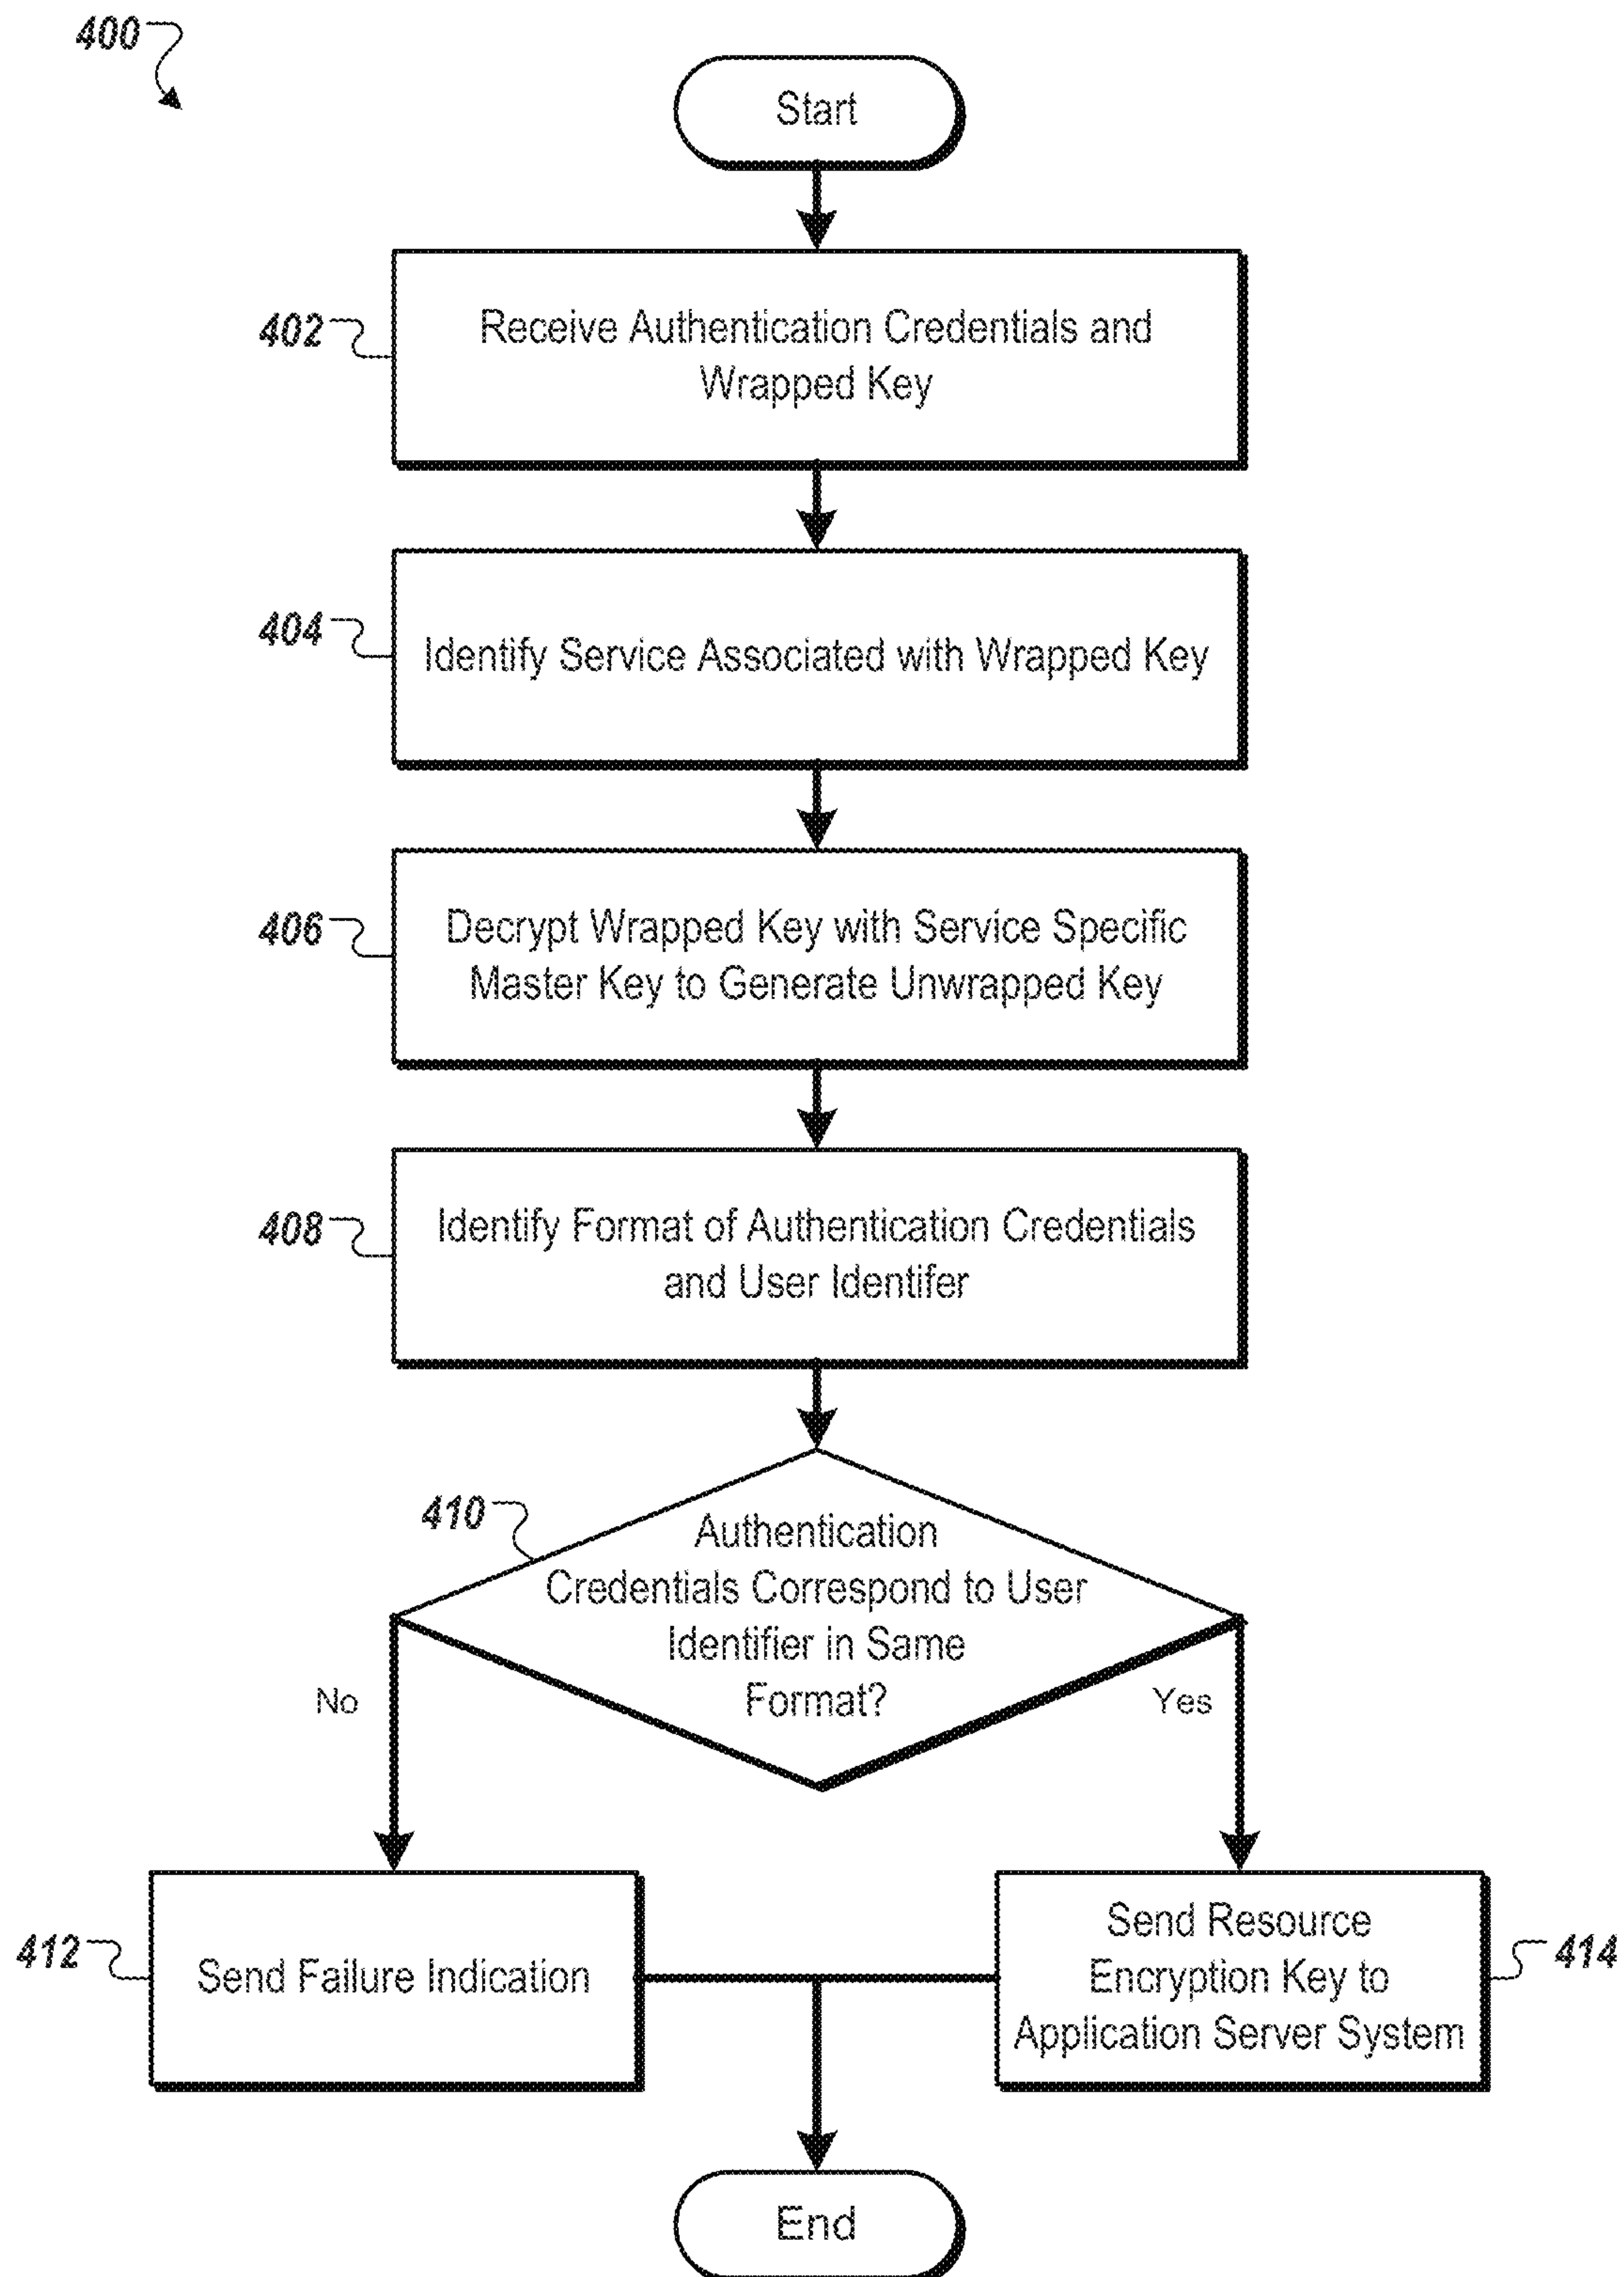 400
Start
402
Receive Authentication Credentials and
Wrapped Key
404
Identify Service Associated with Wrapped Key
406
Decrypt Wrapped Key with Service Specific
Master Key to Generate Unwrapped Key
408
Identify Format of Authentication Credentials
and User Identifer
410
Authentication
Credentials Correspond to User
Identifier in Same
Format?
No
Yes
412
Send Failure Indication
Send Resource
Encryption Key to
Application Server System
414
End